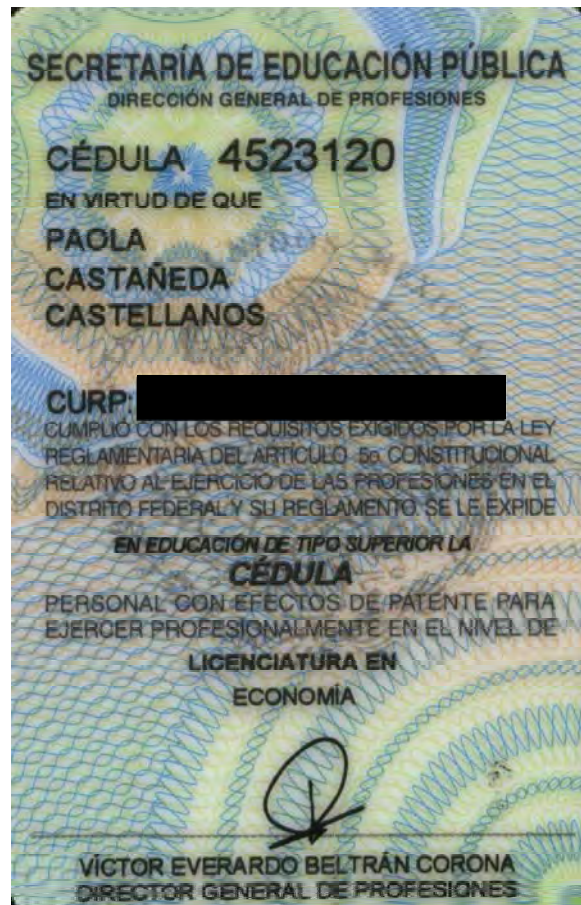 SECRETARÍA DE EDUCACIÓN PÚBLICA
DIRECCIÓN GENERAL DE PROFESIONES
CÉDULA 4523120
EN VIRTUD DE QUE
PAOLA
CASTAÑEDA
CASTELLANOS
CURP:
CUMPLIÓ CON LOS REQUISITOS EXIGIDOS POR LA LEY
REGLAMENTARIA DEL ARTÍCULO 5o. CONSTITUCIONAL
RELATIVO AL EJERCICIO DE LAS PROFESIONES EN EL
DISTRITO FEDERAL Y SU REGLAMENTO SE LE EXPIDE
EN EDUCACIÓN DE TIPO SUPERIOR LA
CÉDULA
PERSONAL CON EFECTOS DE PATENTE PARA
EJERCER PROFESIONALMENTE EN EL NIVEL DE
LICENCIATURA EN
ECONOMÍA
VÍCTOR EVERARDO BELTRÁN CORONA
DIRECTOR GENERAL DE PROFESIONES